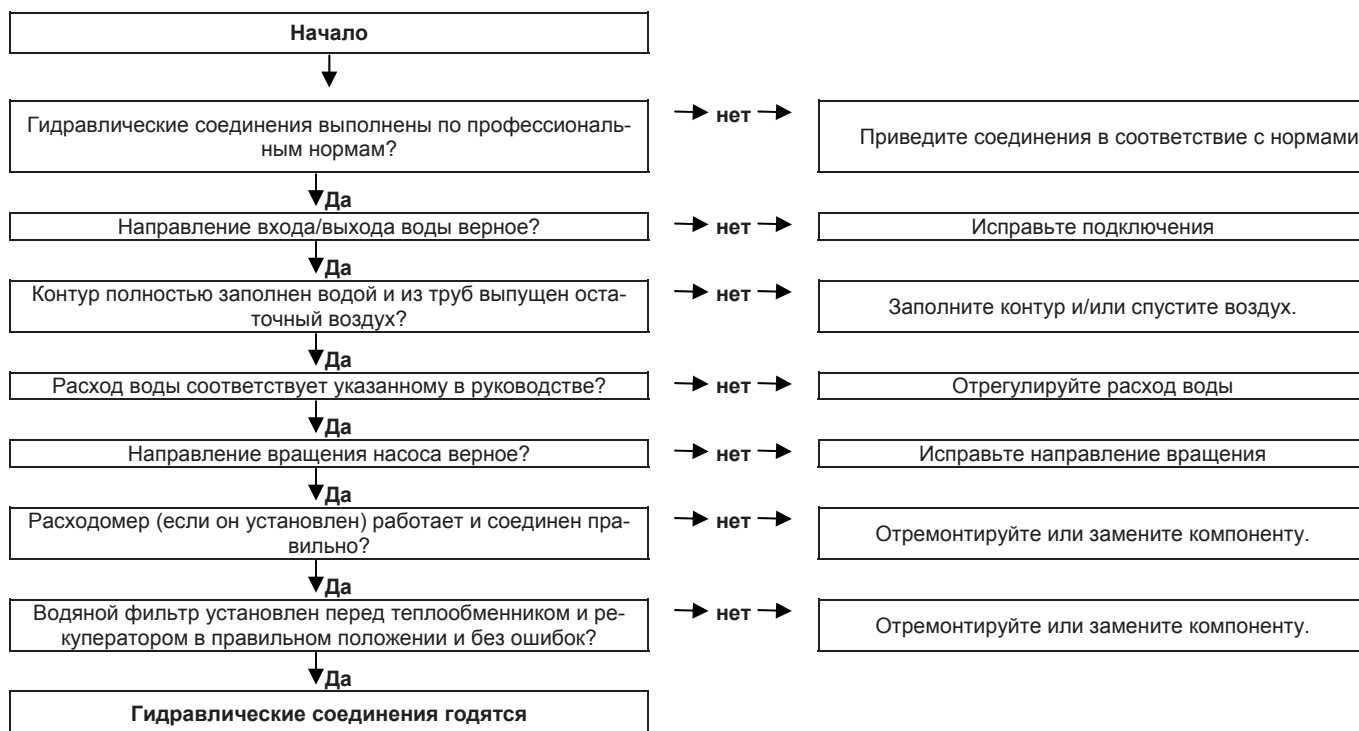 Начало
Гидравлические соединения выполнены по профессиональ-
ным нормам?
нет
Приведите соединения в соответствие с нормами
Да
Направление входа/выхода воды верное?
нет
Исправьте подключения
Да
Контур полностью заполнен водой и из труб выпущен оста-
точный воздух?
нет
Заполните контур и/или спустите воздух.
Да
Расход воды соответствует указанному в руководстве?
нет
Отрегулируйте расход воды
Да
Направление вращения насоса верное?
нет
Исправьте направление вращения
Да
Расходомер (если он установлен) работает и соединен пра-
вильно?
нет
Отремонтируйте или замените компоненту.
Да
Водяной фильтр установлен перед теплообменником и ре-
куператором в правильном положении и без ошибок?
нет
Отремонтируйте или замените компоненту.
Да
Гидравлические соединения годятся